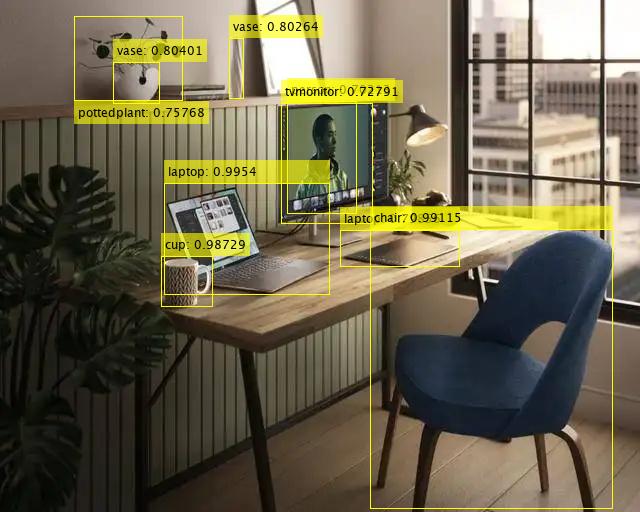 vase: 0.80264
vase: 0.80401
tvmonitor: 0.72791
pottedplant: 0.75768
laptop: 0.9954
chair: 0.99115
cup: 0.98729